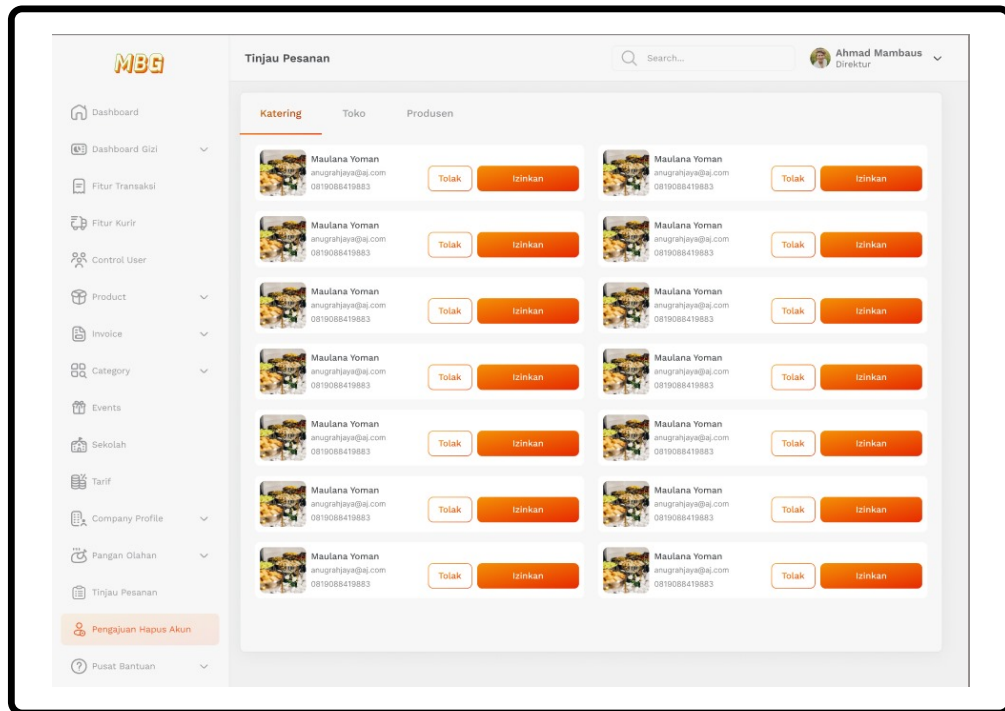 MBG
Tinjau Pesanan
Search...
Ahmad Mambaus
Direktur
Dashboard
Dashboard Gizi
Fitur Transaksi
Fitur Kurir
Control User
Product
Invoice
Category
Events
Sekolah
Tarif
Company Profile
Pangan Olahan
Tinjau Pesanan
Pengajuan Hapus Akun
Pusat Bantuan
Katering Toko Produsen
Maulana Yoman
anugrahjaya@aj.com
0819088419883
Tolak Izinkan
Maulana Yoman
anugrahjaya@aj.com
0819088419883
Tolak Izinkan
Maulana Yoman
anugrahjaya@aj.com
0819088419883
Tolak Izinkan
Maulana Yoman
anugrahjaya@aj.com
0819088419883
Tolak Izinkan
Maulana Yoman
anugrahjaya@aj.com
0819088419883
Tolak Izinkan
Maulana Yoman
anugrahjaya@aj.com
0819088419883
Tolak Izinkan
Maulana Yoman
anugrahjaya@aj.com
0819088419883
Tolak Izinkan
Maulana Yoman
anugrahjaya@aj.com
0819088419883
Tolak Izinkan
Maulana Yoman
anugrahjaya@aj.com
0819088419883
Tolak Izinkan
Maulana Yoman
anugrahjaya@aj.com
0819088419883
Tolak Izinkan
Maulana Yoman
anugrahjaya@aj.com
0819088419883
Tolak Izinkan
Maulana Yoman
anugrahjaya@aj.com
0819088419883
Tolak Izinkan
Maulana Yoman
anugrahjaya@aj.com
0819088419883
Tolak Izinkan
Maulana Yoman
anugrahjaya@aj.com
0819088419883
Tolak Izinkan